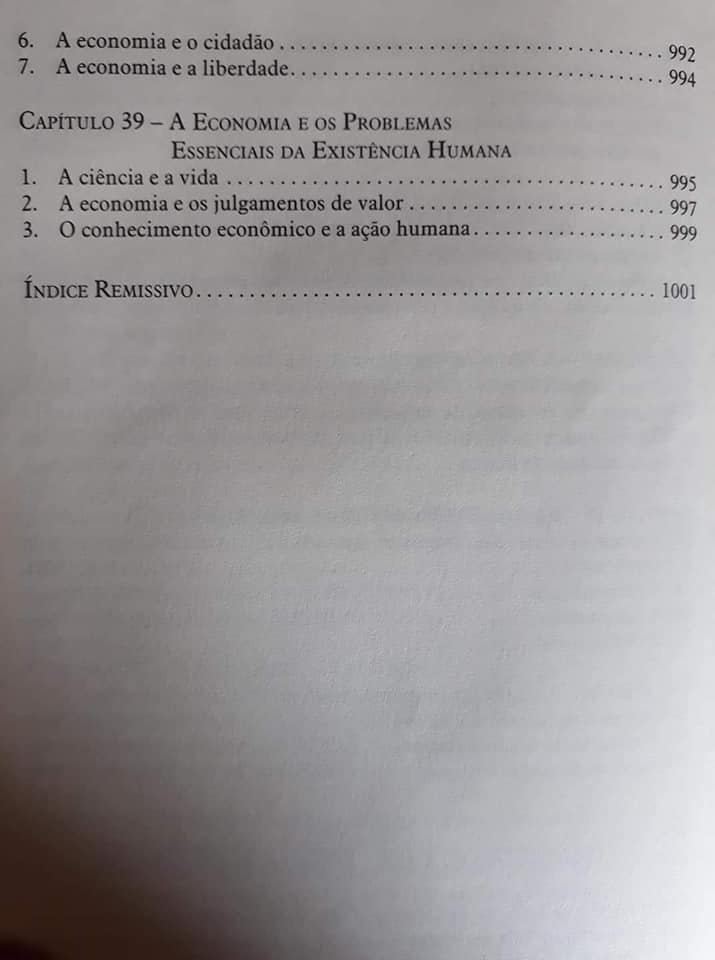 6. A economia e o cidadão ........................................ 992
7. A economia e a liberdade........................................ 994
CAPÍTULO 39 – A ECONOMIA E OS PROBLEMAS
ESSENCIAIS DA EXISTÊNCIA HUMANA
1. A ciência e a vida ........................................ 995
2. A economia e os julgamentos de valor ........................ 997
3. O conhecimento econômico e a ação humana.................. 999
ÍNDICE REMISSIVO........................................ 1001